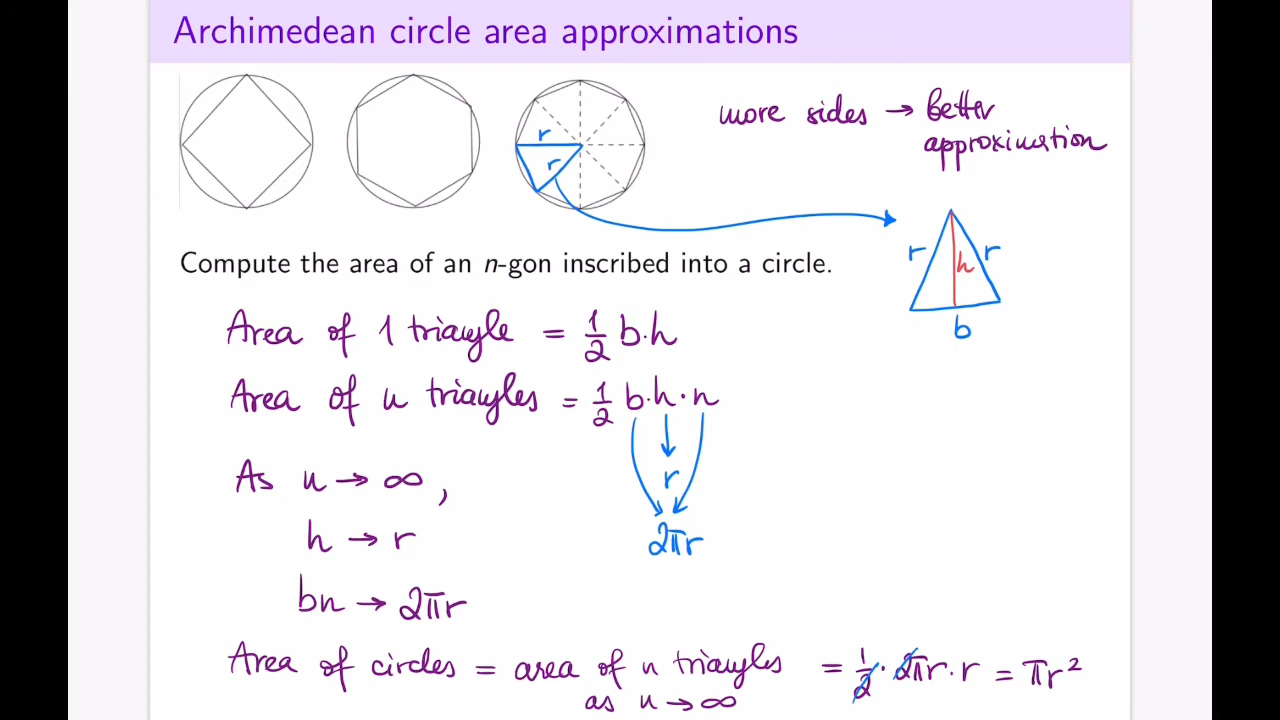 Archimedean circle area approximations
more sides → better
approximation
r
r
r
h
r
b
Compute the area of an n-gon inscribed into a circle.
Area of 1 triangle = 1/2 b·h
Area of n triangles = 1/2 b·h·n
r
2πr
As n → ∞,
h → r
bn → 2πr
Area of circles = area of n triangles = 1/2 · 2πr · r = πr²
as n → ∞